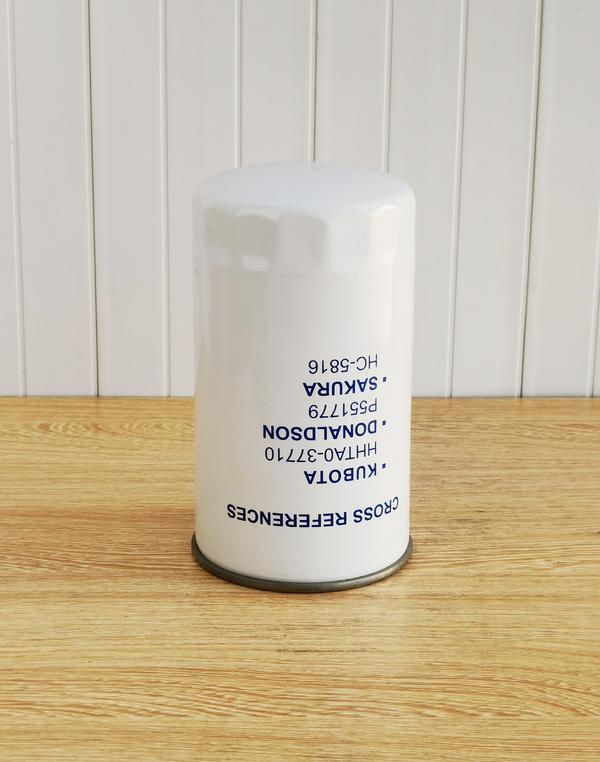 CROSS REFERENCES
▪ KUBOTA
HHTA0-37710
▪ DONALDSON
P551779
▪ SAKURA
HC-5816